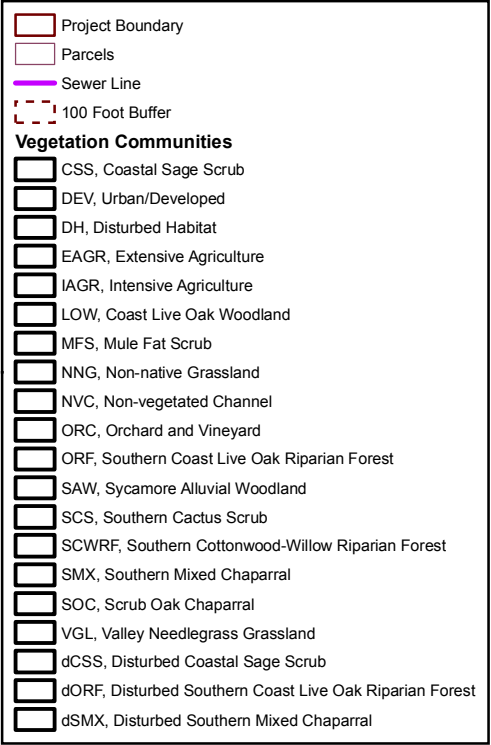 Project Boundary
Parcels
Sewer Line
100 Foot Buffer
Vegetation Communities
CSS, Coastal Sage Scrub
DEV, Urban/Developed
DH, Disturbed Habitat
EAGR, Extensive Agriculture
IAGR, Intensive Agriculture
LOW, Coast Live Oak Woodland
MFS, Mule Fat Scrub
NNG, Non-native Grassland
NVC, Non-vegetated Channel
ORC, Orchard and Vineyard
ORF, Southern Coast Live Oak Riparian Forest
SAW, Sycamore Alluvial Woodland
SCS, Southern Cactus Scrub
SCWRF, Southern Cottonwood-Willow Riparian Forest
SMX, Southern Mixed Chaparral
SOC, Scrub Oak Chaparral
VGL, Valley Needlegrass Grassland
dCSS, Disturbed Coastal Sage Scrub
dORF, Disturbed Southern Coast Live Oak Riparian Forest
dSMX, Disturbed Southern Mixed Chaparral